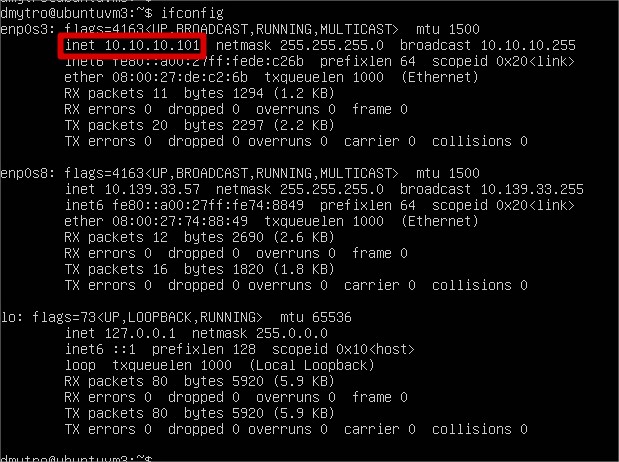 dmytro@ubuntuvm3:~$ ifconfig
enp0s3: flags=4163<UP,BROADCAST,RUNNING,MULTICAST>  mtu 1500
        inet 10.10.10.101  netmask 255.255.255.0  broadcast 10.10.10.255
        inet6 fe80::a00:27ff:fede:c26b  prefixlen 64  scopeid 0x20<link>
        ether 08:00:27:de:c2:6b  txqueuelen 1000  (Ethernet)
        RX packets 11  bytes 1294 (1.2 KB)
        RX errors 0  dropped 0  overruns 0  frame 0
        TX packets 20  bytes 2297 (2.2 KB)
        TX errors 0  dropped 0 overruns 0  carrier 0  collisions 0

enp0s8: flags=4163<UP,BROADCAST,RUNNING,MULTICAST>  mtu 1500
        inet 10.139.33.57  netmask 255.255.255.0  broadcast 10.139.33.255
        inet6 fe80::a00:27ff:fe74:8849  prefixlen 64  scopeid 0x20<link>
        ether 08:00:27:74:88:49  txqueuelen 1000  (Ethernet)
        RX packets 12  bytes 2690 (2.6 KB)
        RX errors 0  dropped 0  overruns 0  frame 0
        TX packets 16  bytes 1820 (1.8 KB)
        TX errors 0  dropped 0 overruns 0  carrier 0  collisions 0

lo: flags=73<UP,LOOPBACK,RUNNING>  mtu 65536
        inet 127.0.0.1  netmask 255.0.0.0
        inet6 ::1  prefixlen 128  scopeid 0x10<host>
        loop  txqueuelen 1000  (Local Loopback)
        RX packets 80  bytes 5920 (5.9 KB)
        RX errors 0  dropped 0  overruns 0  frame 0
        TX packets 80  bytes 5920 (5.9 KB)
        TX errors 0  dropped 0 overruns 0  carrier 0  collisions 0

dmytro@ubuntuvm3:~$